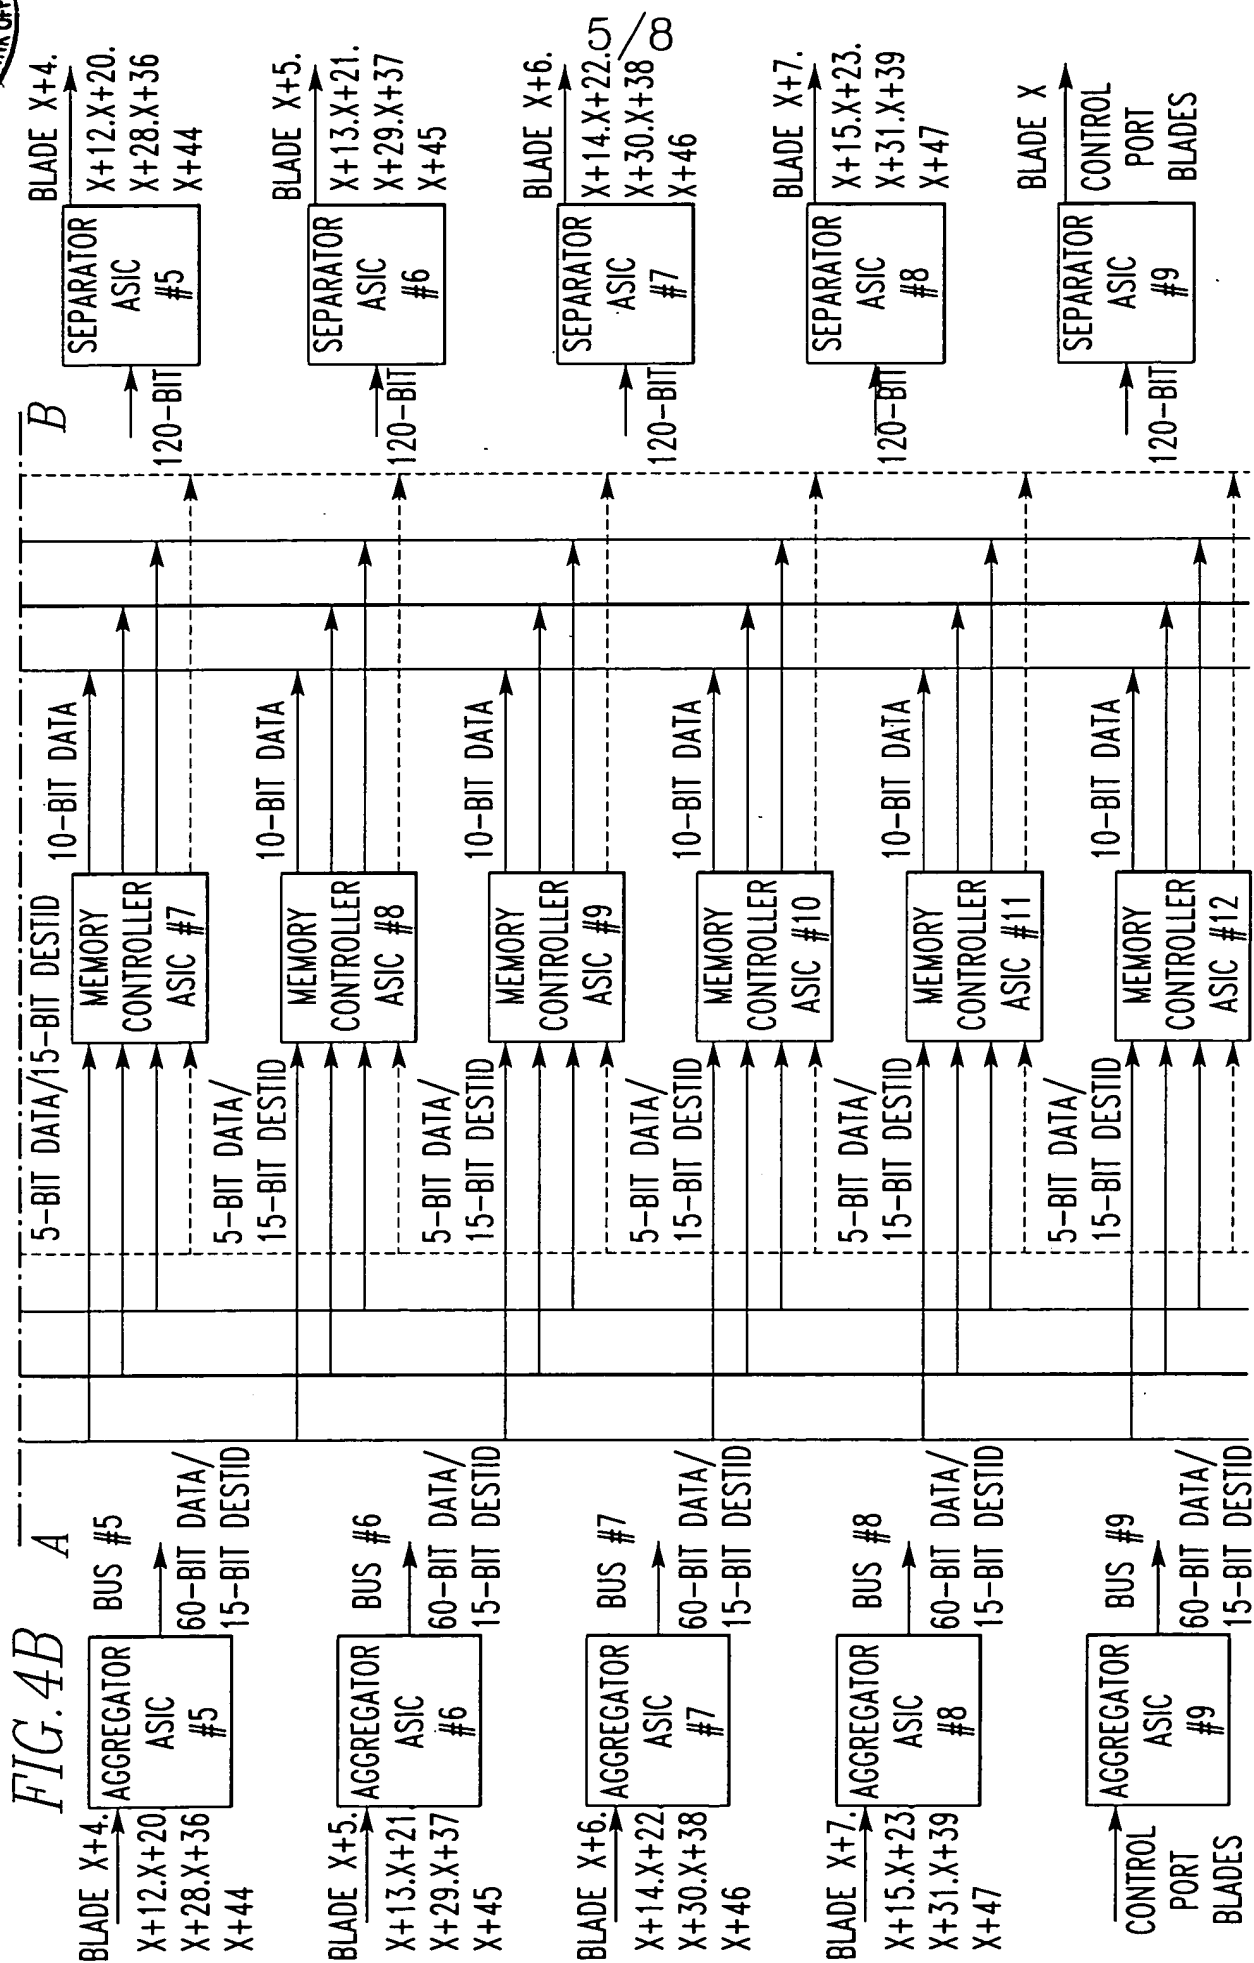 5/8
FIG.4B
A
B
BLADE X+4.
X+12.X+20
X+28.X+36
X+44
AGGREGATOR
ASIC
#5
BUS #5
60-BIT DATA/
15-BIT DESTID
BLADE X+5.
X+13.X+21
X+29.X+37
X+45
AGGREGATOR
ASIC
#6
BUS #6
60-BIT DATA/
15-BIT DESTID
BLADE X+6.
X+14.X+22
X+30.X+38
X+46
AGGREGATOR
ASIC
#7
BUS #7
60-BIT DATA/
15-BIT DESTID
BLADE X+7.
X+15.X+23
X+31.X+39
X+47
AGGREGATOR
ASIC
#8
BUS #8
60-BIT DATA/
15-BIT DESTID
CONTROL
PORT
BLADES
AGGREGATOR
ASIC
#9
BUS #9
60-BIT DATA/
15-BIT DESTID
5-BIT DATA/15-BIT DESTID
MEMORY
CONTROLLER
ASIC #7
10-BIT DATA
5-BIT DATA/
15-BIT DESTID
MEMORY
CONTROLLER
ASIC #8
10-BIT DATA
5-BIT DATA/
15-BIT DESTID
MEMORY
CONTROLLER
ASIC #9
10-BIT DATA
5-BIT DATA/
15-BIT DESTID
MEMORY
CONTROLLER
ASIC #10
10-BIT DATA
5-BIT DATA/
15-BIT DESTID
MEMORY
CONTROLLER
ASIC #11
10-BIT DATA
5-BIT DATA/
15-BIT DESTID
MEMORY
CONTROLLER
ASIC #12
10-BIT DATA
120-BIT
SEPARATOR
ASIC
#5
BLADE X+4.
X+12.X+20.
X+28.X+36
X+44
120-BIT
SEPARATOR
ASIC
#6
BLADE X+5.
X+13.X+21.
X+29.X+37
X+45
120-BIT
SEPARATOR
ASIC
#7
BLADE X+6.
X+14.X+22.
X+30.X+38
X+46
120-BIT
SEPARATOR
ASIC
#8
BLADE X+7.
X+15.X+23.
X+31.X+39
X+47
120-BIT
SEPARATOR
ASIC
#9
BLADE X
CONTROL
PORT
BLADES